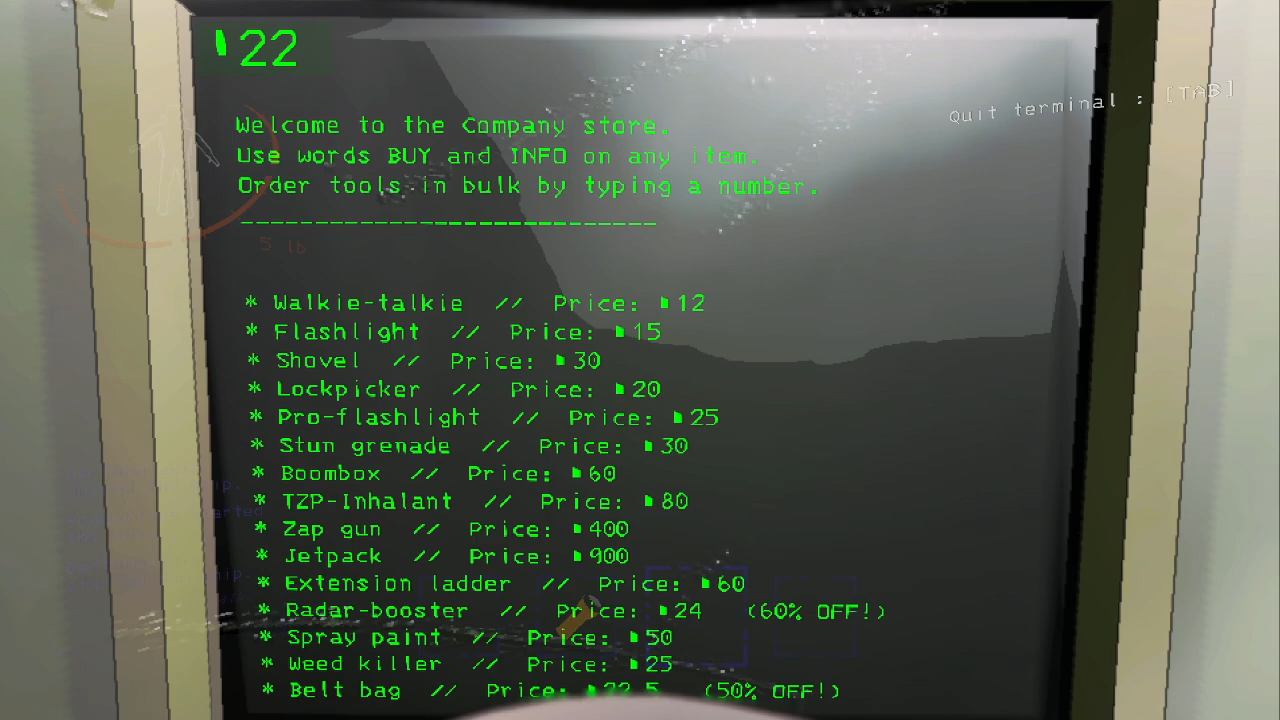 22
Quit terminal : [TAB]
Welcome to the Company store.
Use words BUY and INFO on any item.
Order tools in bulk by typing a number.
----------------------------
5 lb
* Walkie-talkie // Price: ▮12
* Flashlight // Price: ▮15
* Shovel // Price: ▮30
* Lockpicker // Price: ▮20
* Pro-flashlight // Price: ▮25
* Stun grenade // Price: ▮30
* Boombox // Price: ▮60
* TZP-Inhalant // Price: ▮80
* Zap gun // Price: ▮400
* Jetpack // Price: ▮900
* Extension ladder // Price: ▮60
* Radar-booster // Price: ▮24 (60% OFF!)
* Spray paint // Price: ▮50
* Weed killer // Price: ▮25
* Belt bag // Price: ▮22.5 (50% OFF!)